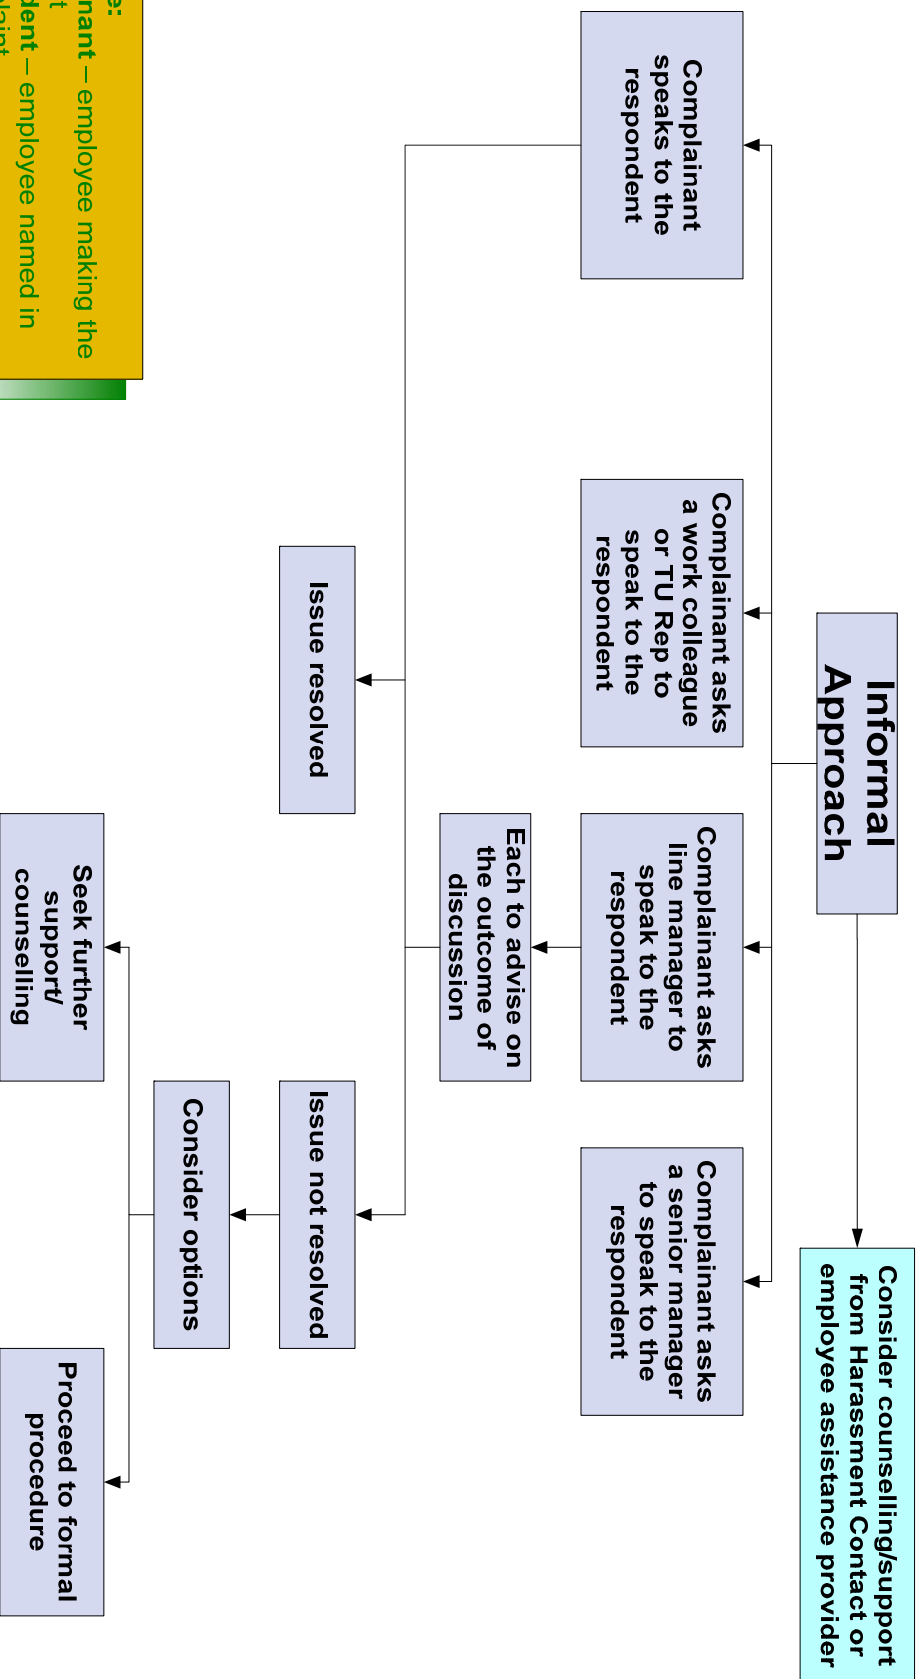 Informal
Approach
Consider counselling/support
from Harassment Contact or
employee assistance provider
Complainant
speaks to the
respondent
Complainant asks
a work colleague
or TU Rep to
speak to the
respondent
Complainant asks
line manager to
speak to the
respondent
Complainant asks
a senior manager
to speak to the
respondent
Each to advise on
the outcome of
discussion
Issue resolved
Issue not resolved
Consider options
Seek further
support/
counselling
Proceed to formal
procedure
e:
nant – employee making the
t
dent – employee named in
plaint